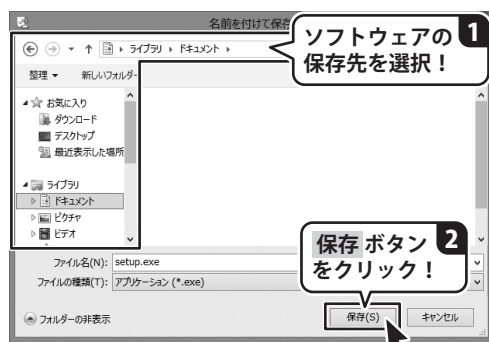 名前を付けて保存
ソフトウェアの
保存先を選択！
1
ライブラリ ▸ ドキュメント ▸
整理 ▼ 新しいフォルダー
お気に入り
ダウンロード
デスクトップ
最近表示した場所
ライブラリ
ドキュメント
ピクチャ
ビデオ
保存 ボタン
をクリック！
2
ファイル名(N): setup.exe
ファイルの種類(T): アプリケーション (*.exe)
フォルダーの非表示
保存(S)
キャンセル